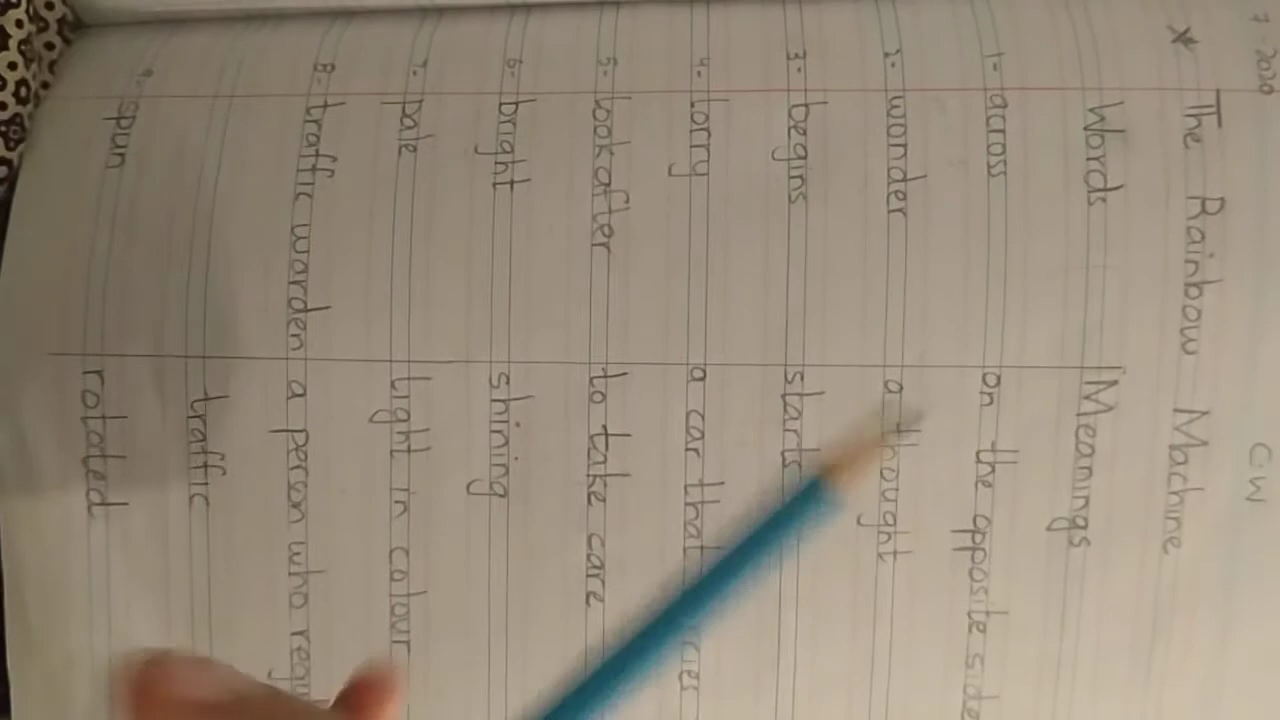 7-2020 CW
* The Rainbow Machine
Words Meanings
1- across on the opposite side
2- wonder a thought
3- begins starts
4- lorry a car that
5- look after to take care
6- bright shining
7- pale Light in colour
8- traffic warden a person who
traffic
9- spun rotated